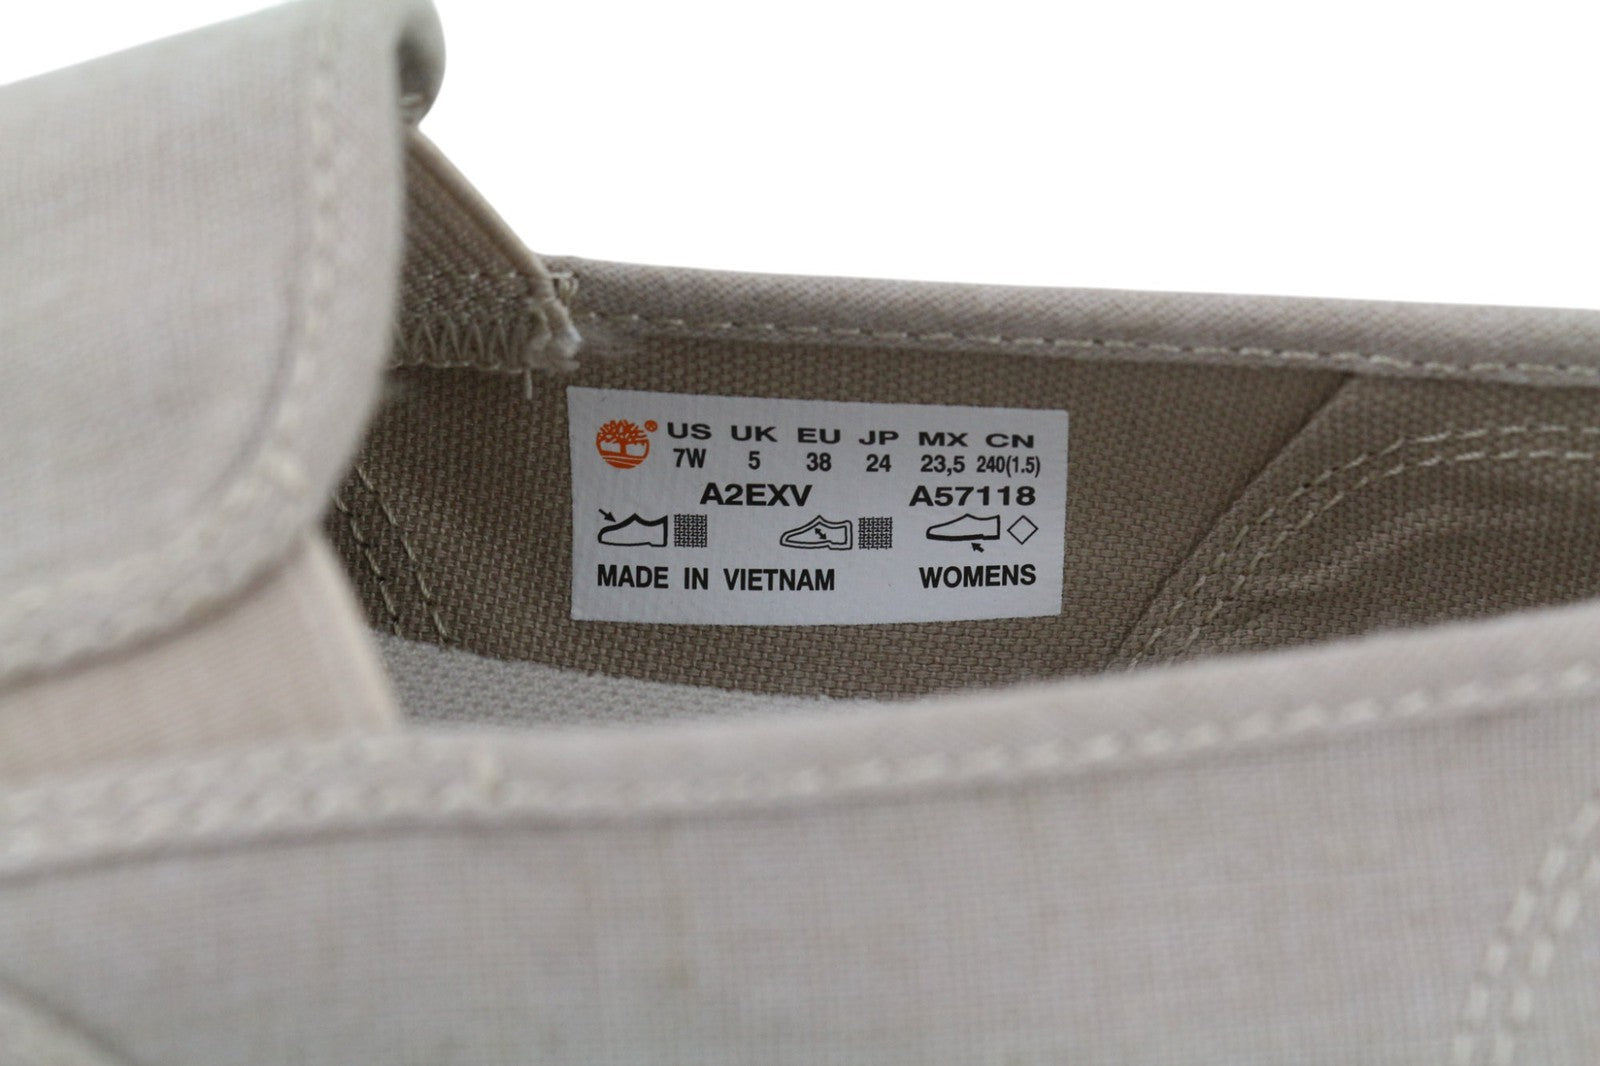 ® US UK EU JP MX CN
7W 5 38 24 23,5 240(1.5)
A2EXV A57118
MADE IN VIETNAM WOMENS